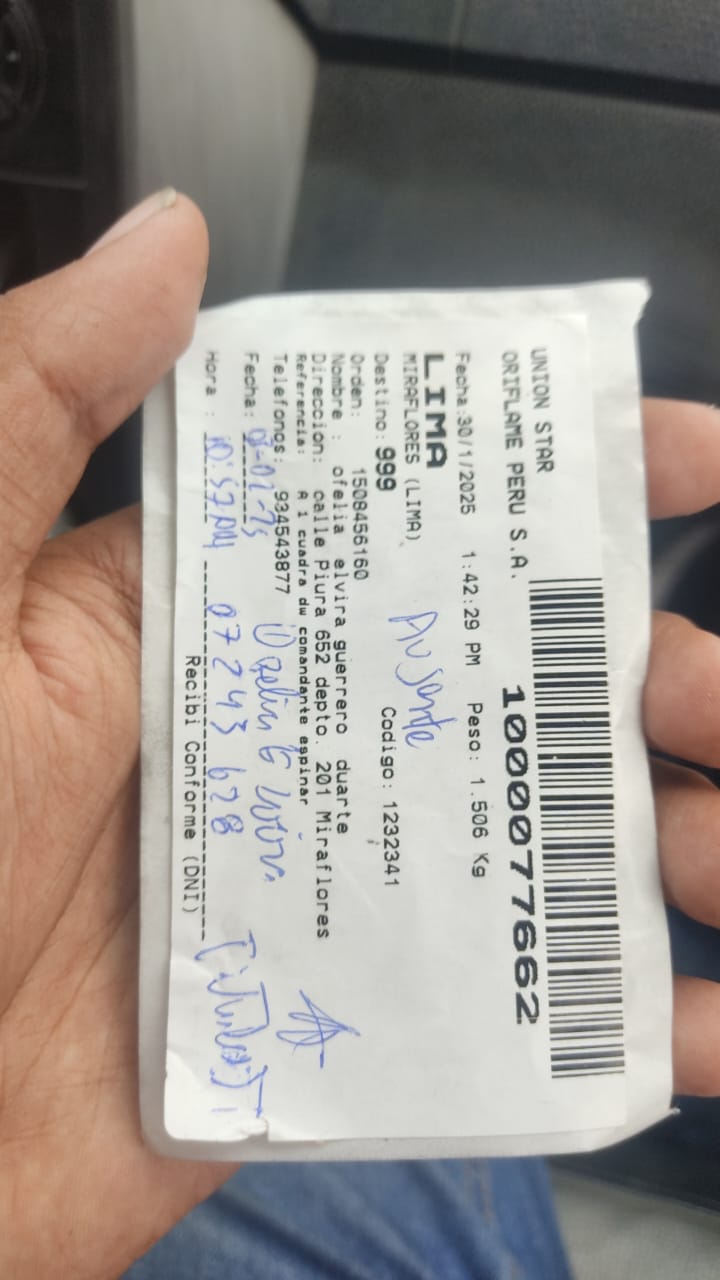 1000077662
UNION STAR
ORIFLAME PERU S.A.
Fecha:30/1/2025 1:42:29 PM Peso: 1.506 Kg
LIMA
MIRAFLORES (LIMA)
Ausente
Destino: 999 Codigo: 1232341
Orden: 1508456160
Nombre : ofelia elvira guerrero duarte
Direccion: calle Piura 652 depto. 201 Miraflores
Referencia: A 1 cuadra dw comandante espinar
Telefonos: 934543877
Fecha:
Hora : 07243628
Recibi Conforme (DNI)